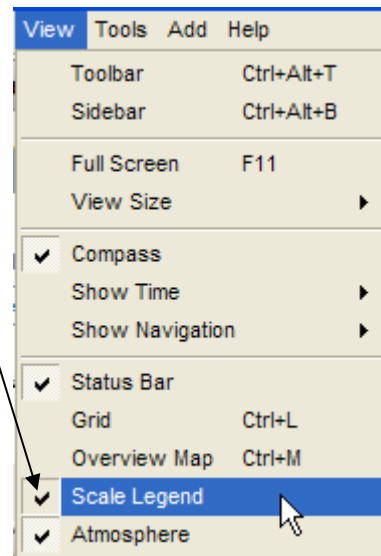 View Tools Add Help
Toolbar Ctrl+Alt+T
Sidebar Ctrl+Alt+B
Full Screen F11
View Size
Compass
Show Time
Show Navigation
Status Bar
Grid Ctrl+L
Overview Map Ctrl+M
Scale Legend
Atmosphere